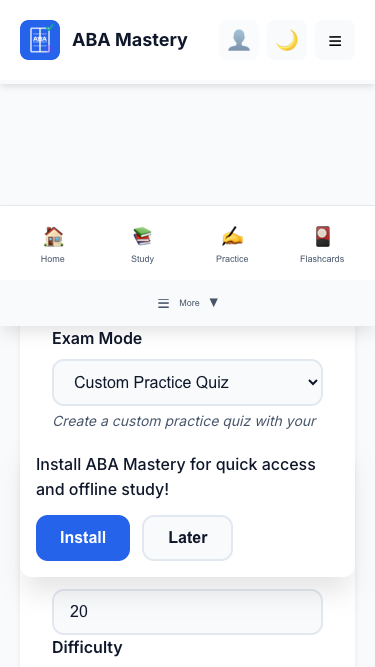 ABA
ABA Mastery
Home
Study
Practice
Flashcards
More
Exam Mode
Custom Practice Quiz
Create a custom practice quiz with your
Install ABA Mastery for quick access
and offline study!
Install
Later
20
Difficulty